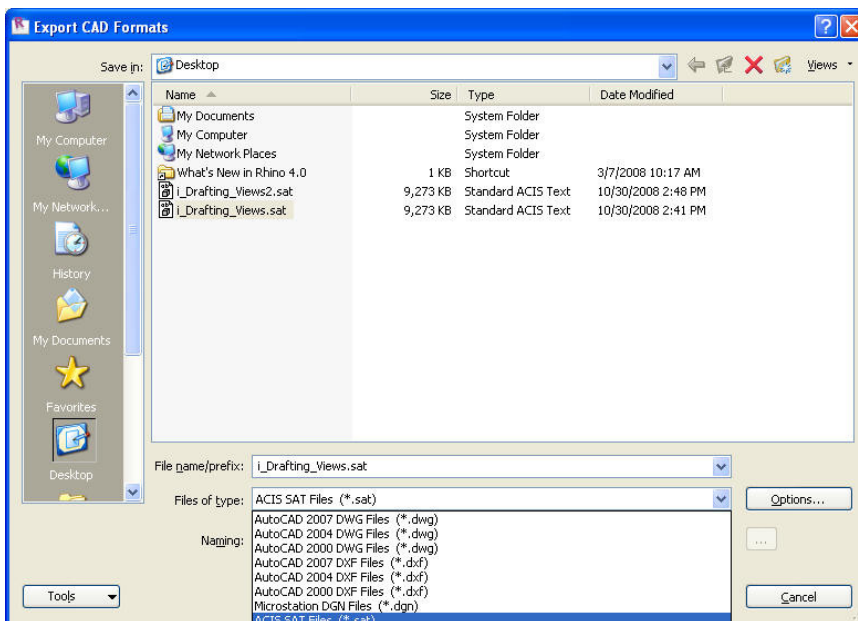 Export CAD Formats
Save in: Desktop Views
Name Size Type Date Modified
My Documents System Folder
My Computer System Folder
My Network Places System Folder
What's New in Rhino 4.0 1 KB Shortcut 3/7/2008 10:17 AM
i_Drafting_Views2.sat 9,273 KB Standard ACIS Text 10/30/2008 2:48 PM
i_Drafting_Views.sat 9,273 KB Standard ACIS Text 10/30/2008 2:41 PM
My Computer
My Network...
History
My Documents
Favorites
Desktop
File name/prefix: i_Drafting_Views.sat
Files of type: ACIS SAT Files (*.sat) Options...
AutoCAD 2007 DWG Files (*.dwg)
AutoCAD 2004 DWG Files (*.dwg)
Naming: AutoCAD 2000 DWG Files (*.dwg) ...
AutoCAD 2007 DXF Files (*.dxf)
AutoCAD 2004 DXF Files (*.dxf)
AutoCAD 2000 DXF Files (*.dxf)
Tools Microstation DGN Files (*.dgn) Cancel
ACIS SAT Files (*.sat)